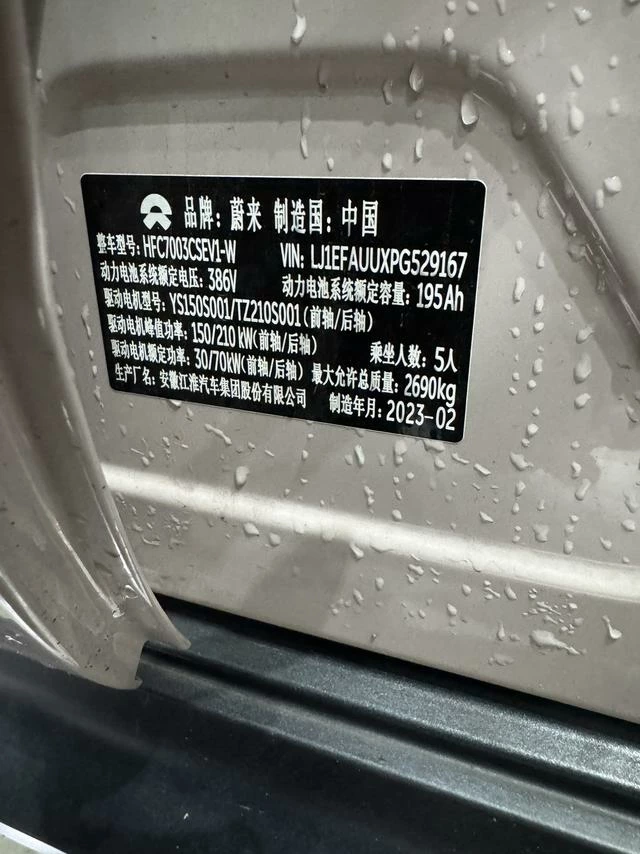 品牌：蔚来 制造国：中国
整车型号：HFC7003CSEV1-W VIN: LJ1EFAUUXPG529167
动力电池系统额定电压：386V 动力电池系统额定容量：195Ah
驱动电机型号：YS150S001/TZ210S001(前轴/后轴)
驱动电机峰值功率：150/210kW(前轴/后轴) 乘坐人数：5人
驱动电机额定功率：30/70kW(前轴/后轴) 最大允许总质量：2690kg
生产厂名：安徽江淮汽车集团股份有限公司 制造年月：2023-02